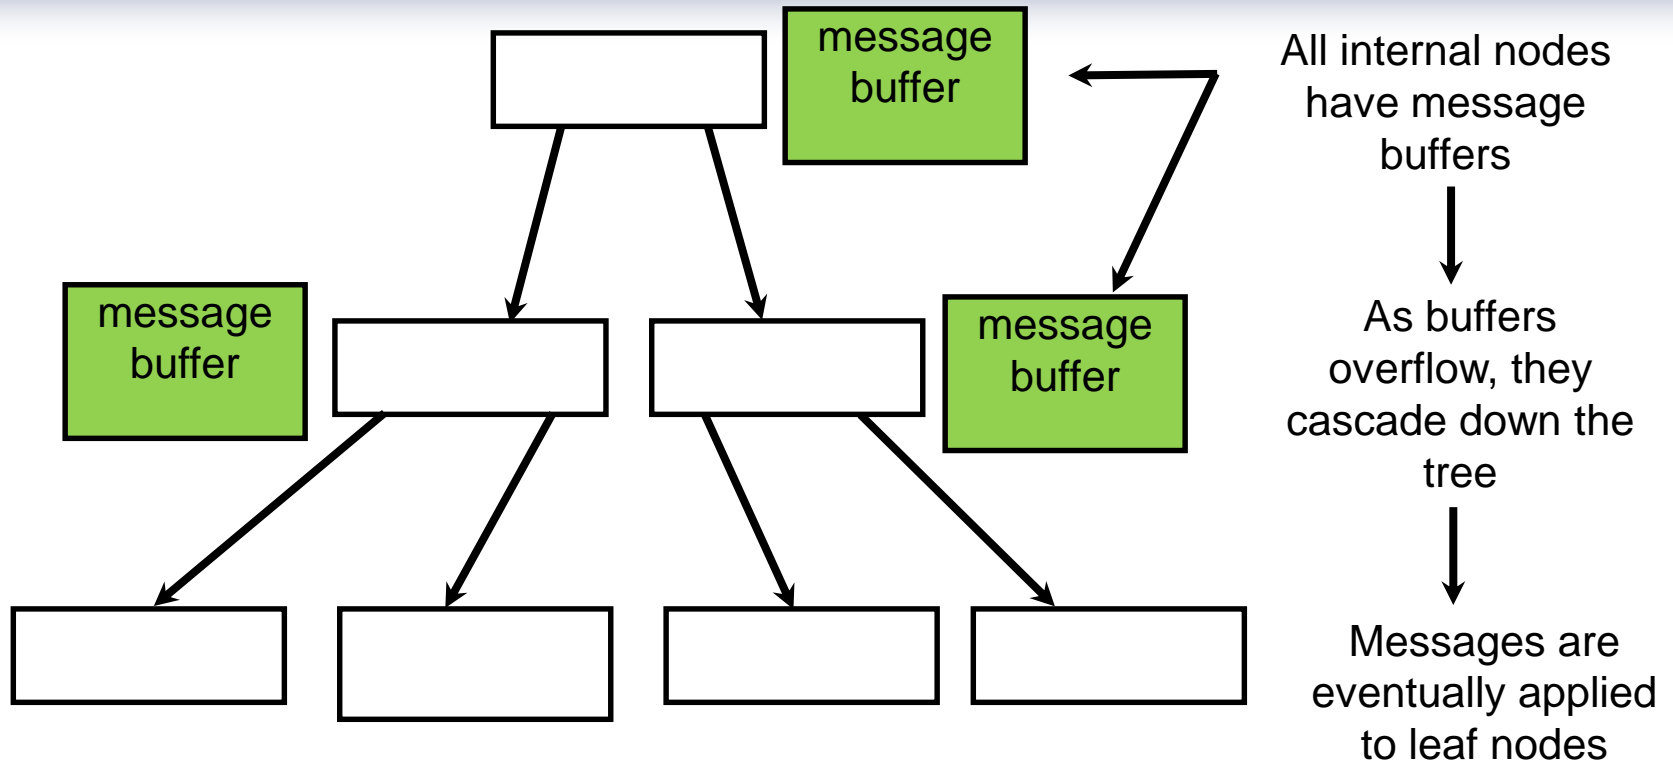 message
buffer
All internal nodes
have message
buffers
message
buffer
message
buffer
As buffers
overflow, they
cascade down the
tree
Messages are
eventually applied
to leaf nodes